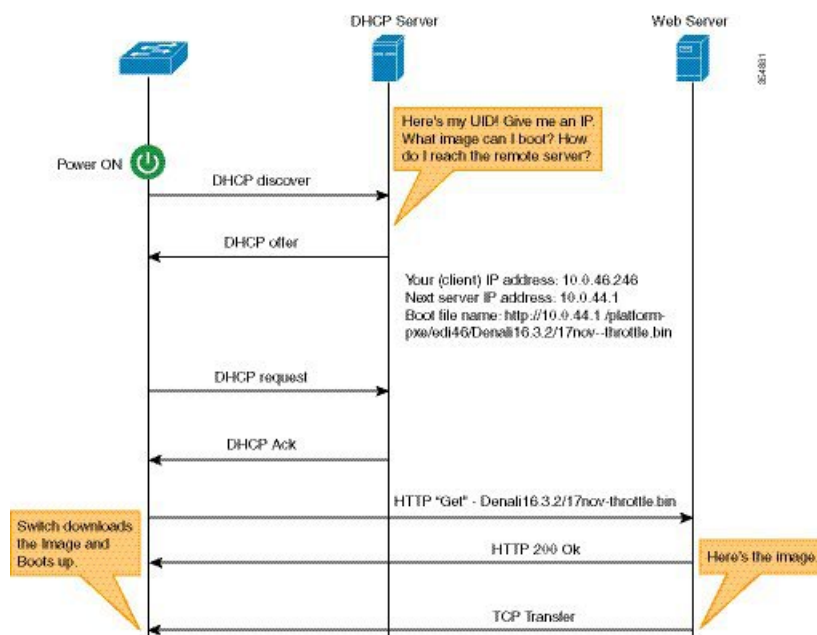 DHCP Server
Web Server
354881
Here's my UID! Give me an IP.
What image can I boot? How
do I reach the remote server?
Power ON
DHCP discover
DHCP offer
Your (client) IP address: 10.0.46.246
Next server IP address: 10.0.44.1
Boot file name: http://10.0.44.1 /platform-
pxe/edi46/Denali16.3.2/17nov--throttle.bin
DHCP request
DHCP Ack
HTTP "Get" - Denali16.3.2/17nov-throttle.bin
Switch downloads
the Image and
Boots up.
HTTP 200 Ok
Here's the image.
TCP Transfer